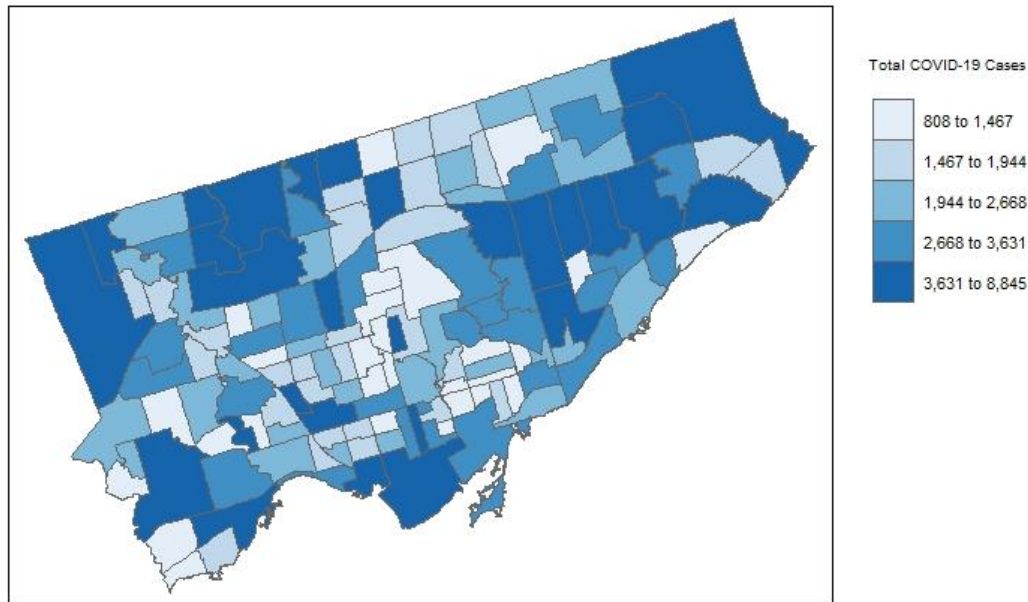 Total COVID-19 Cases
808 to 1,467
1,467 to 1,944
1,944 to 2,668
2,668 to 3,631
3,631 to 8,845